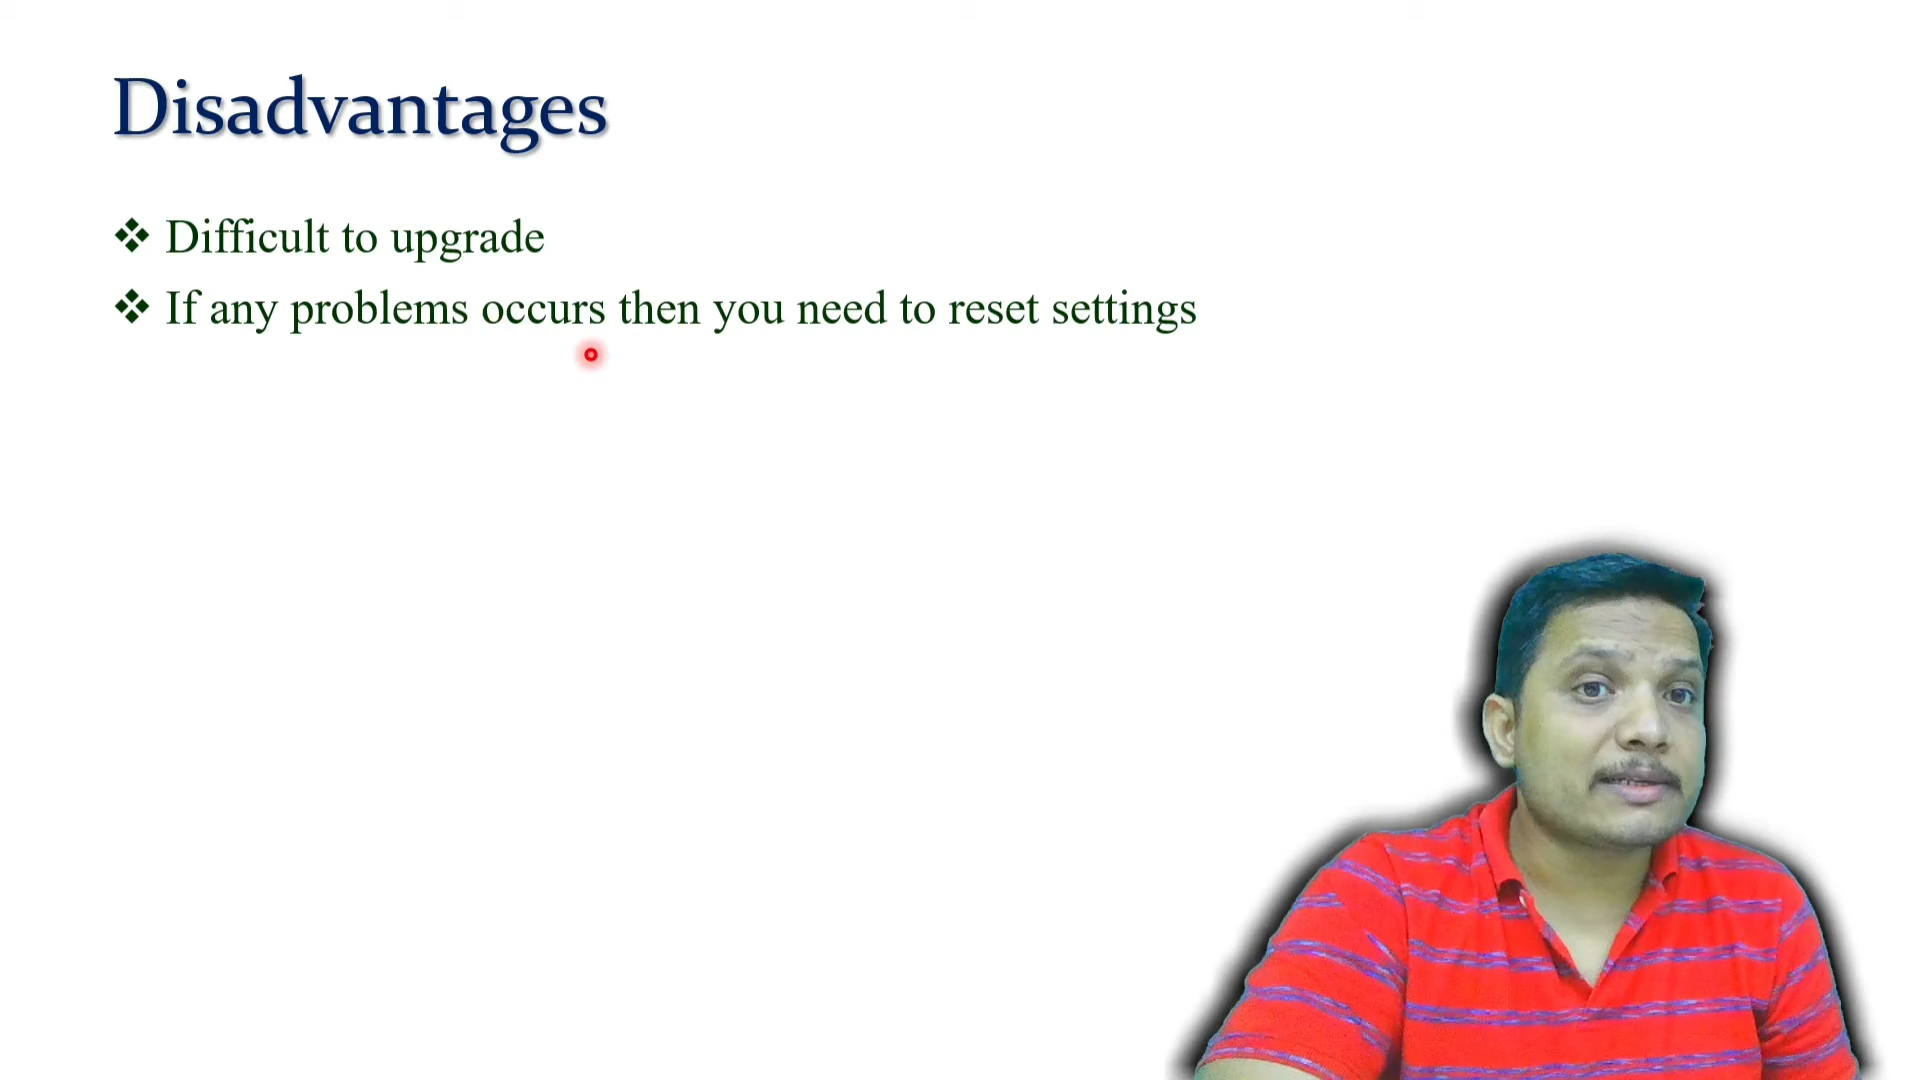 Disadvantages
❖ Difficult to upgrade
❖ If any problems occurs then you need to reset settings